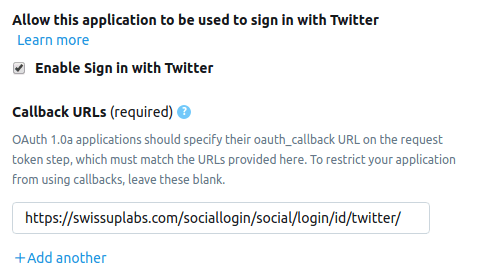 Allow this application to be used to sign in with Twitter
Learn more
Enable Sign in with Twitter
Callback URLs (required) ?
OAuth 1.0a applications should specify their oauth_callback URL on the request
token step, which must match the URLs provided here. To restrict your application
from using callbacks, leave these blank.
https://swissuplabs.com/sociallogin/social/login/id/twitter/
+Add another